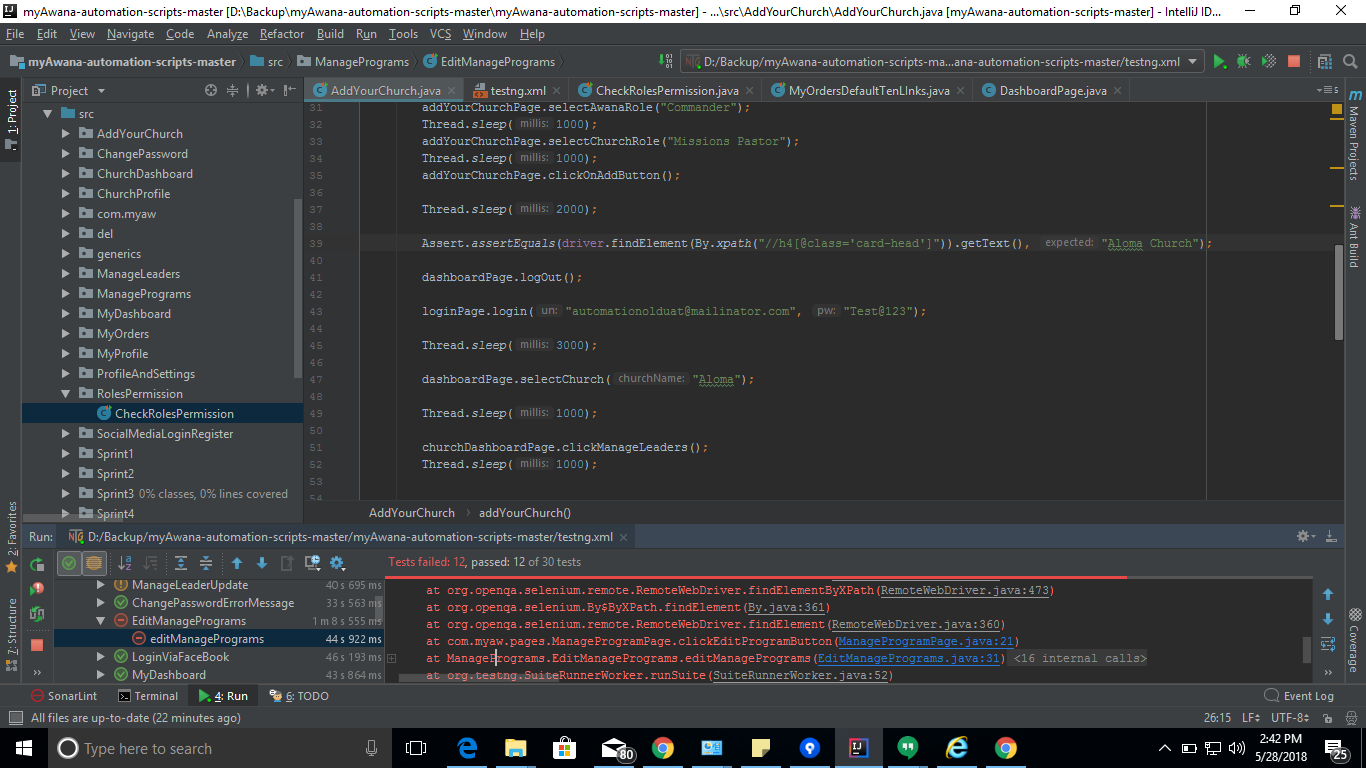 myAwana-automation-scripts-master [D:\Backup\myAwana-automation-scripts-master\myAwana-automation-scripts-master] - ...\src\AddYourChurch\AddYourChurch.java [myAwana-automation-scripts-master] - IntelliJ ID...
File Edit View Navigate Code Analyze Refactor Build Run Tools VCS Window Help
myAwana-automation-scripts-master src ManagePrograms EditManagePrograms D:/Backup/myAwana-automation-scripts-ma...ana-automation-scripts-master/testng.xml
Project AddYourChurch.java testng.xml CheckRolesPermission.java MyOrdersDefaultTenLInks.java DashboardPage.java
1: Project
7: Structure
2: Favorites
Maven Projects
Ant Build
Hierarchy
Coverage
src
AddYourChurch
ChangePassword
ChurchDashboard
ChurchProfile
com.myaw
del
generics
ManageLeaders
ManagePrograms
MyDashboard
MyOrders
MyProfile
ProfileAndSettings
RolesPermission
CheckRolesPermission
SocialMediaLoginRegister
Sprint1
Sprint2
Sprint3 0% classes, 0% lines covered
Sprint4
31 addYourChurchPage.selectAwanaRole("Commander");
32 Thread.sleep( millis: 1000);
33 addYourChurchPage.selectChurchRole("Missions Pastor");
34 Thread.sleep( millis: 1000);
35 addYourChurchPage.clickOnAddButton();
36
37 Thread.sleep( millis: 2000);
38
39 Assert.assertEquals(driver.findElement(By.xpath("//h4[@class='card-head']")).getText(), expected: "Aloma Church");
40
41 dashboardPage.logOut();
42
43 loginPage.login( un: "automationolduat@mailinator.com", pw: "Test@123");
44
45 Thread.sleep( millis: 3000);
46
47 dashboardPage.selectChurch( churchName: "Aloma");
48
49 Thread.sleep( millis: 1000);
50
51 churchDashboardPage.clickManageLeaders();
52 Thread.sleep( millis: 1000);
53
54
AddYourChurch addYourChurch()
Run: D:/Backup/myAwana-automation-scripts-master/myAwana-automation-scripts-master/testng.xml
Tests failed: 12, passed: 12 of 30 tests
ManageLeaderUpdate 40 s 695 ms
ChangePasswordErrorMessage 33 s 563 ms
EditManagePrograms 1 m 8 s 555 ms
editManagePrograms 44 s 922 ms
LoginViaFaceBook 46 s 193 ms
MyDashboard 43 s 864 ms
at org.openqa.selenium.remote.RemoteWebDriver.findElementByXPath(RemoteWebDriver.java:473)
at org.openqa.selenium.By$ByXPath.findElement(By.java:361)
at org.openqa.selenium.remote.RemoteWebDriver.findElement(RemoteWebDriver.java:360)
at com.myaw.pages.ManageProgramPage.clickEditProgramButton(ManageProgramPage.java:21)
at ManagePrograms.EditManagePrograms.editManagePrograms(EditManagePrograms.java:31) <16 internal calls>
at org.testng.SuiteRunnerWorker.runSuite(SuiteRunnerWorker.java:52)
SonarLint Terminal 4: Run 6: TODO Event Log
All files are up-to-date (22 minutes ago) 26:15 LF UTF-8
Type here to search 80 2:42 PM
5/28/2018 25